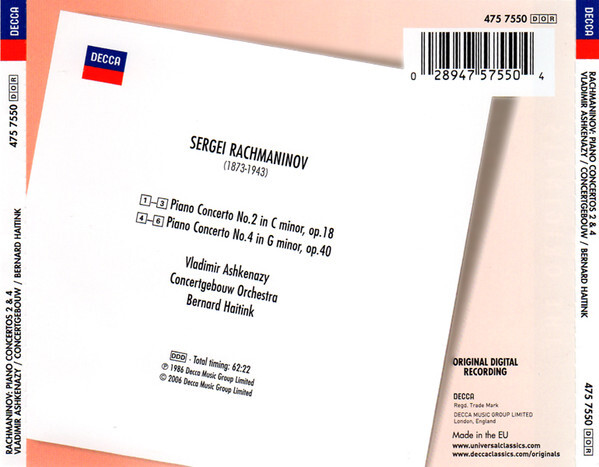 DECCA
475 7550 DOR
RACHMANINOV: PIANO CONCERTOS 2 & 4
VLADIMIR ASHKENAZY / CONCERTGEBOUW / BERNARD HAITINK
DECCA
475 7550 DOR
0 28947 57550 4
SERGEI RACHMANINOV
(1873-1943)
1-3 Piano Concerto No.2 in C minor, op.18
4-6 Piano Concerto No.4 in G minor, op.40
Vladimir Ashkenazy
Concertgebouw Orchestra
Bernard Haitink
DDD - Total timing: 62:22
Ⓟ 1986 Decca Music Group Limited
© 2006 Decca Music Group Limited
ORIGINAL DIGITAL
RECORDING
DECCA
Regd. Trade Mark
DECCA MUSIC GROUP LIMITED
London, England
Made in the EU
www.universalclassics.com
www.deccaclassics.com/originals
DECCA
RACHMANINOV: PIANO CONCERTOS 2 & 4
VLADIMIR ASHKENAZY / CONCERTGEBOUW / BERNARD HAITINK
475 7550 DOR